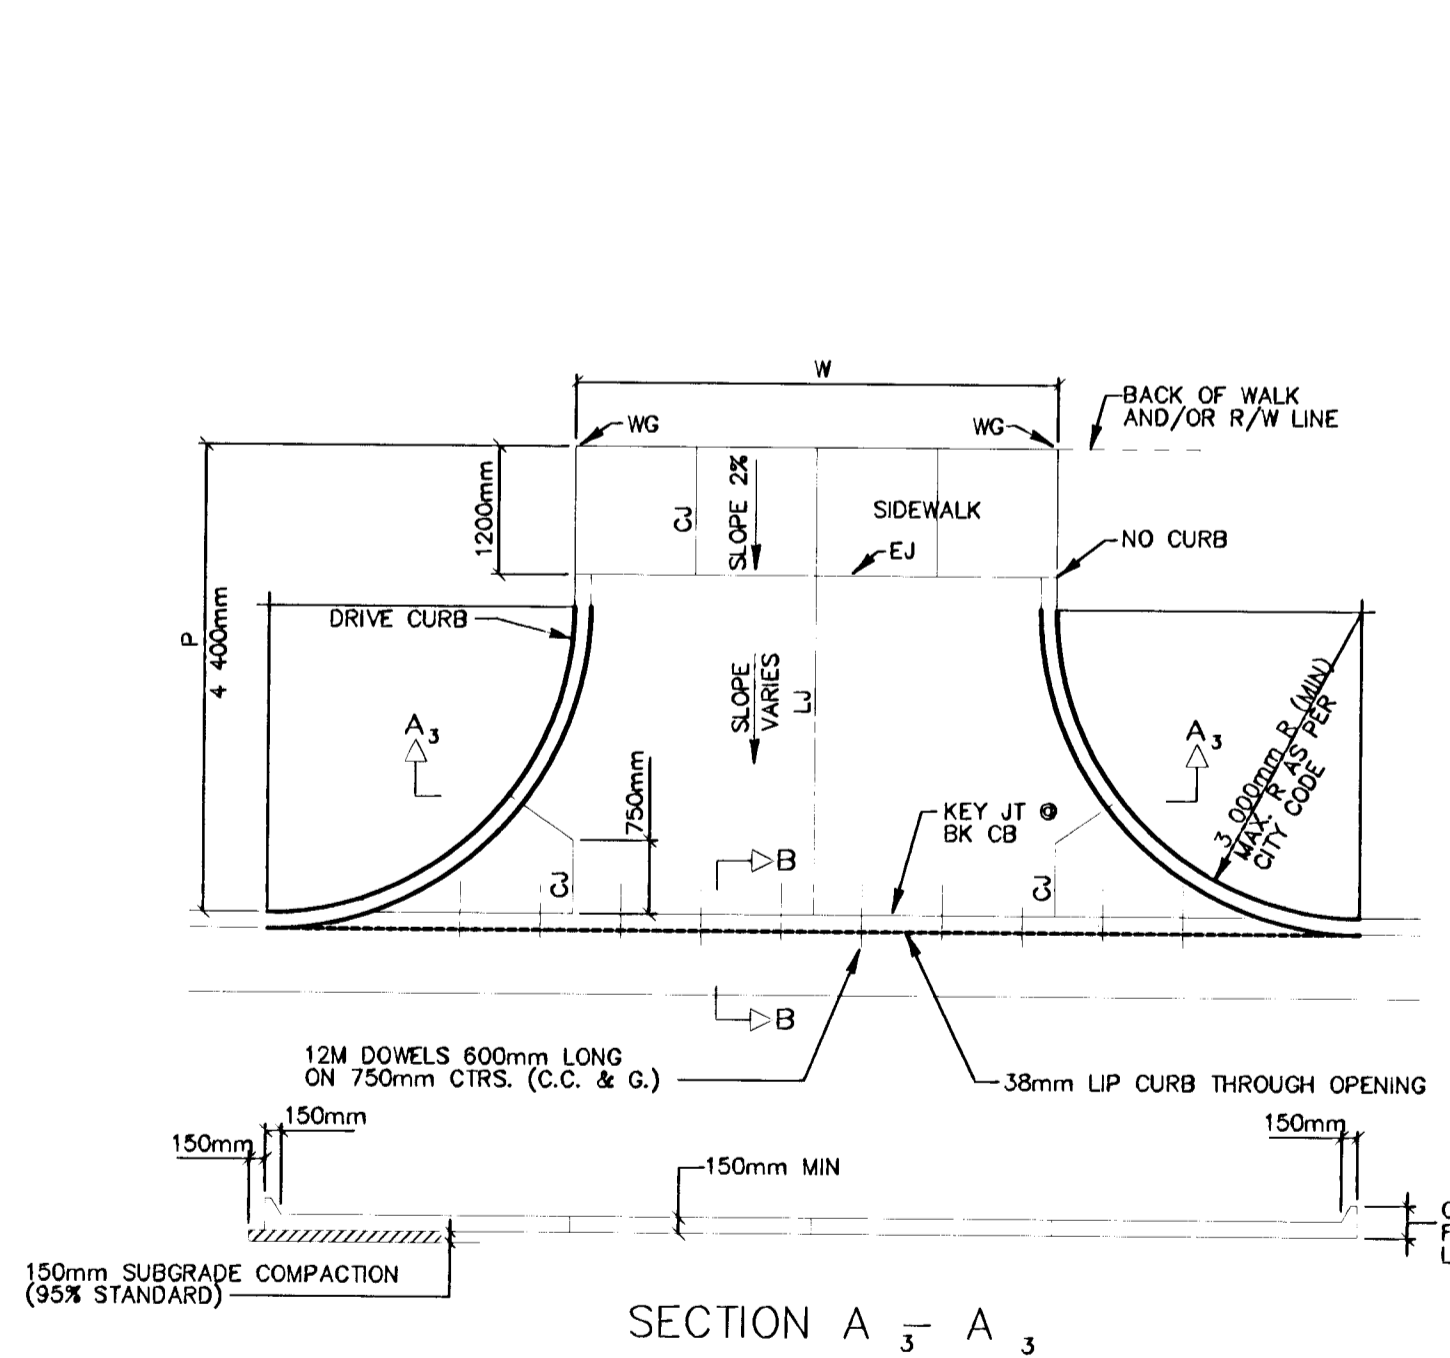 W
BACK OF WALK
AND/OR R/W LINE
WG
WG
1200mm
CJ
SLOPE 2%
SIDEWALK
EJ
NO CURB
P
4 400mm
DRIVE CURB
SLOPE
VARIES
LJ
A3
A3
3 000mm R (MIN)
MAX. R AS PER
CITY CODE
750mm
KEY JT @
BK CB
B
CJ
CJ
B
12M DOWELS 600mm LONG
ON 750mm CTRS. (C.C. & G.)
38mm LIP CURB THROUGH OPENING
150mm
150mm
150mm
150mm MIN
150mm SUBGRADE COMPACTION
(95% STANDARD)
SECTION A3 - A3